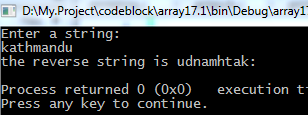 D:\My.Project\codeblock\array17.1\bin\Debug\array17
Enter a string:
kathmandu
the reverse string is udnamhtak:
Process returned 0 (0x0)   execution
Press any key to continue.